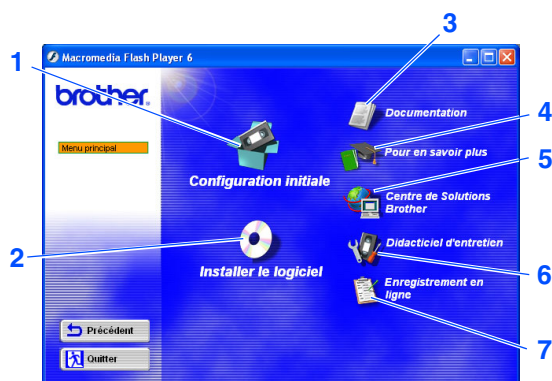 3
1
Macromedia Flash Player 6
brother.
Documentation
4
Menu principal
Pour en savoir plus
5
Configuration initiale
Centre de Solutions
Brother
2
Didacticiel d'entretien
Installer le logiciel
6
Enregistrement en
ligne
7
Précédent
Quitter